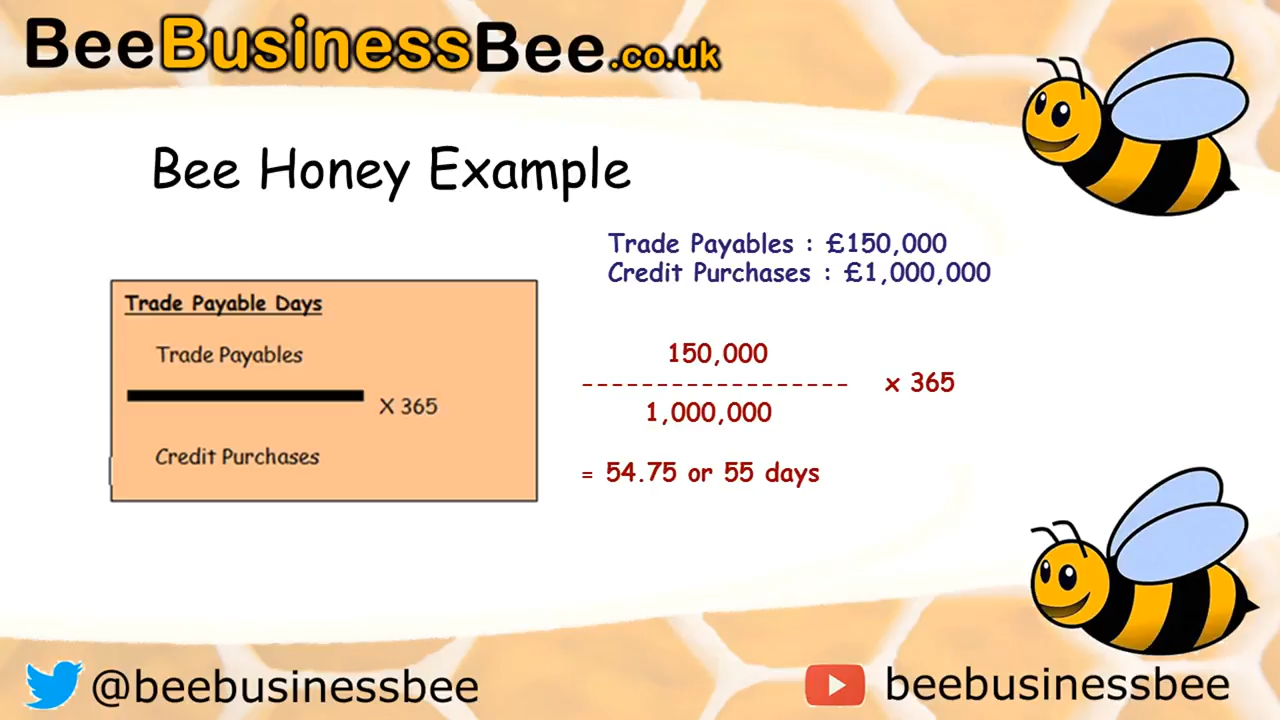 BeeBusinessBee.co.uk
Bee Honey Example
Trade Payables : £150,000
Credit Purchases : £1,000,000
Trade Payable Days
Trade Payables
X 365
Credit Purchases
150,000
------------------ x 365
1,000,000
= 54.75 or 55 days
@beebusinessbee
beebusinessbee